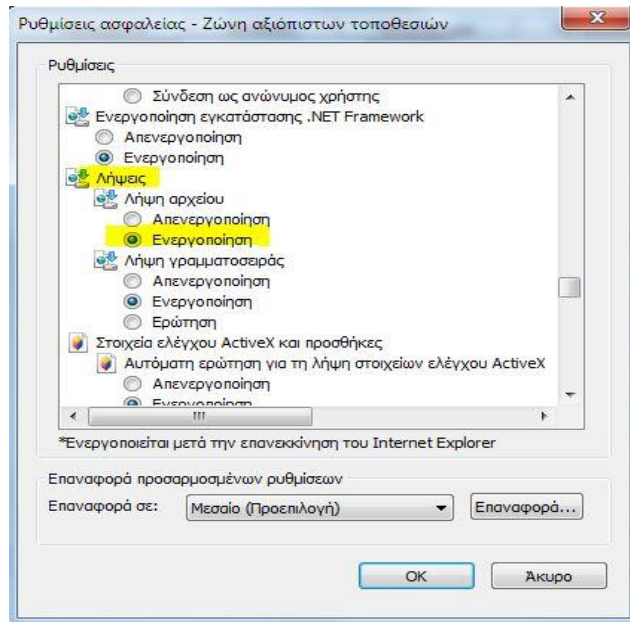 Ρυθμίσεις ασφαλείας - Ζώνη αξιόπιστων τοποθεσιών
Ρυθμίσεις
Σύνδεση ως ανώνυμος χρήστης
Ενεργοποίηση εγκατάστασης .NET Framework
Απενεργοποίηση
Ενεργοποίηση
Λήψεις
Λήψη αρχείου
Απενεργοποίηση
Ενεργοποίηση
Λήψη γραμματοσειράς
Απενεργοποίηση
Ενεργοποίηση
Ερώτηση
Στοιχεία ελέγχου ActiveX και προσθήκες
Αυτόματη ερώτηση για τη λήψη στοιχείων ελέγχου ActiveX
Απενεργοποίηση
Ενεργοποίηση
*Ενεργοποιείται μετά την επανεκκίνηση του Internet Explorer
Επαναφορά προσαρμοσμένων ρυθμίσεων
Επαναφορά σε: Μεσαίο (Προεπιλογή) Επαναφορά...
OK Άκυρο